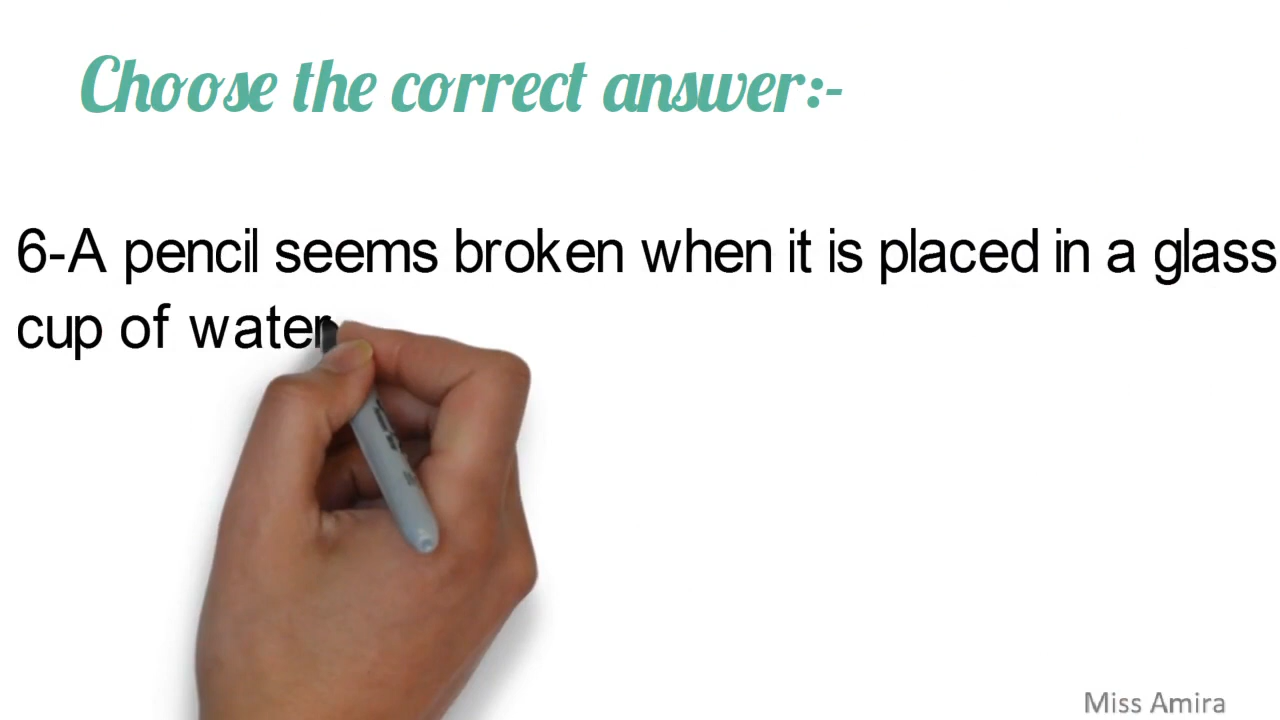 Choose the correct answer:-
6-A pencil seems broken when it is placed in a glass
cup of water
Miss Amira